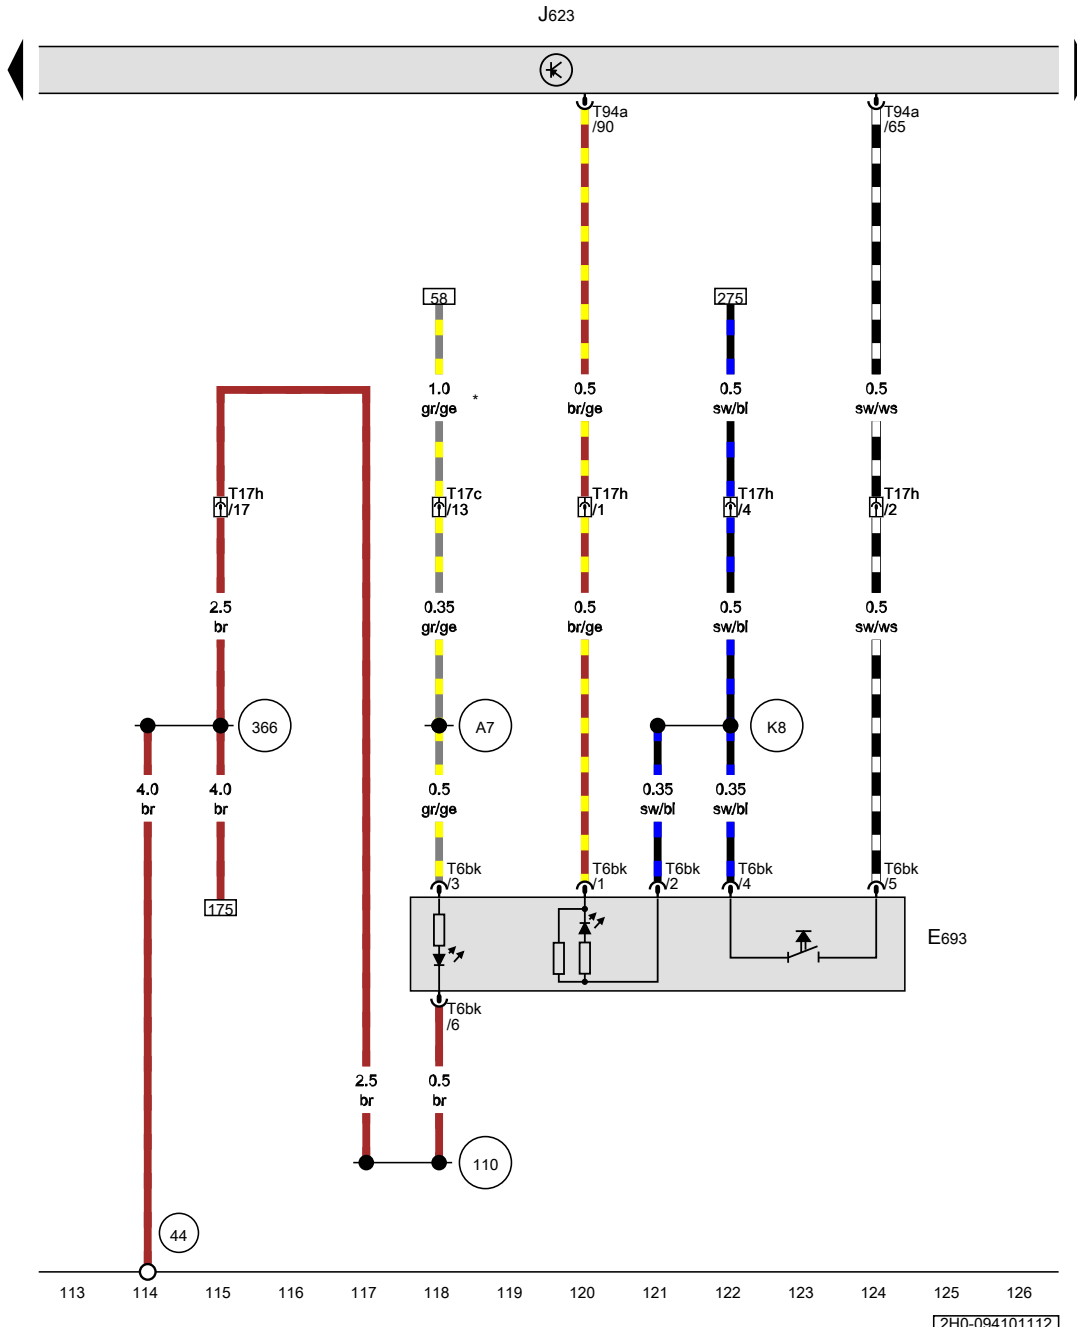 J623
T94a
/90
T94a
/65
58
275
1.0
gr/ge
*
0.5
br/ge
0.5
sw/bl
0.5
sw/ws
T17h
/17
T17c
/13
T17h
/1
T17h
/4
T17h
/2
2.5
br
0.35
gr/ge
0.5
br/ge
0.5
sw/bl
0.5
sw/ws
366
A7
K8
4.0
br
4.0
br
0.5
gr/ge
0.35
sw/bl
0.35
sw/bl
T6bk
/3
T6bk
/1
T6bk
/2
T6bk
/4
T6bk
/5
175
E693
T6bk
/6
2.5
br
0.5
br
110
44
113 114 115 116 117 118 119 120 121 122 123 124 125 126
2H0-094101112